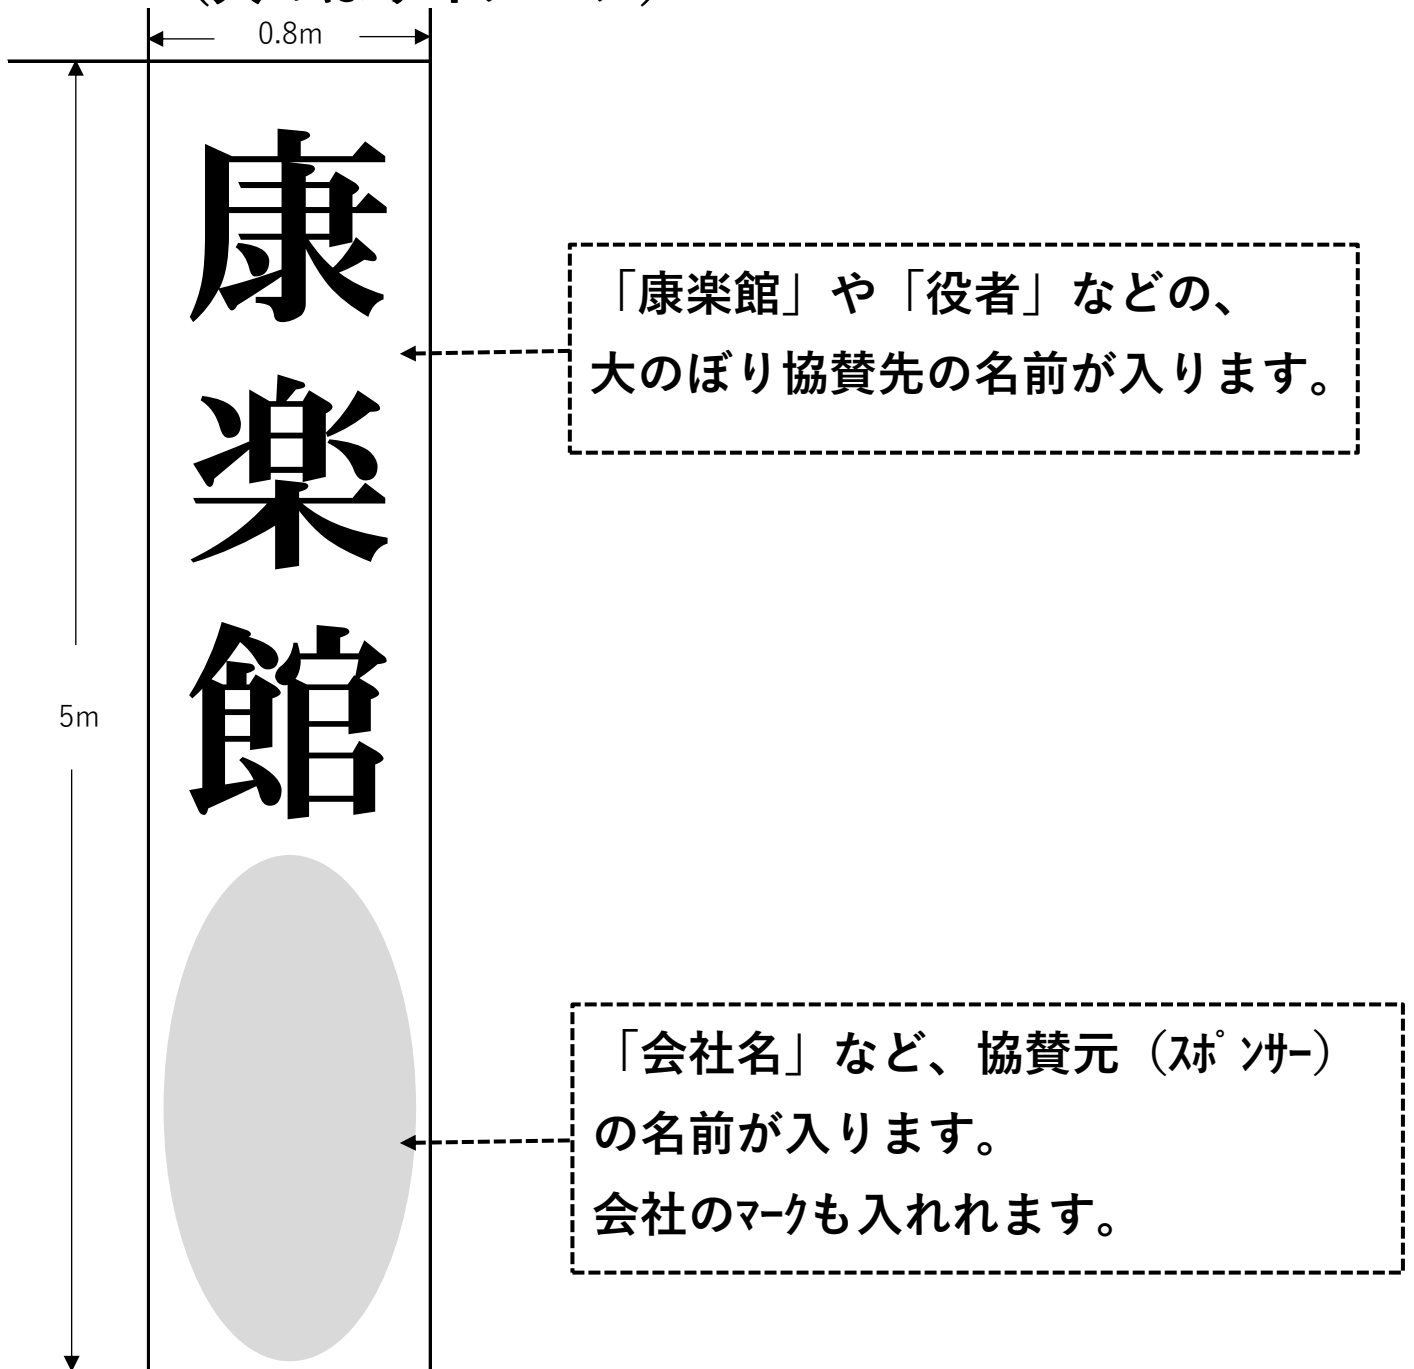 0.8m
康楽館
5m
「康楽館」や「役者」などの、
大のぼり協賛先の名前が入ります。
「会社名」など、協賛元（ｽﾎﾟﾝｻｰ）
の名前が入ります。
会社のﾏｰｸも入れれます。